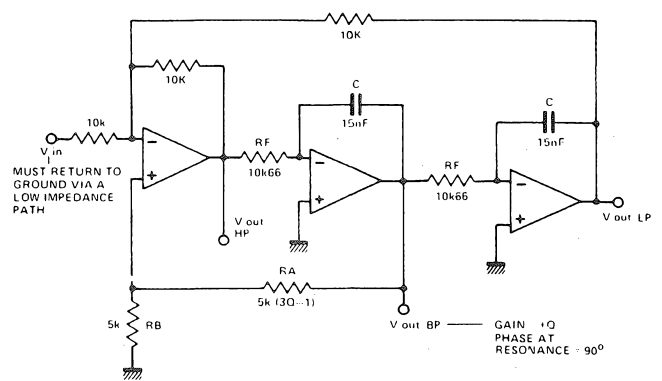 10K
10K
C
15nF
C
15nF
10k
V in
MUST RETURN TO
GROUND VIA A
LOW IMPEDANCE
PATH
RF
10k66
RF
10k66
V out
HP
V out LP
RA
5k (3Q–1)
5k RB
V out BP
GAIN
Q
PHASE AT
RESONANCE 90º